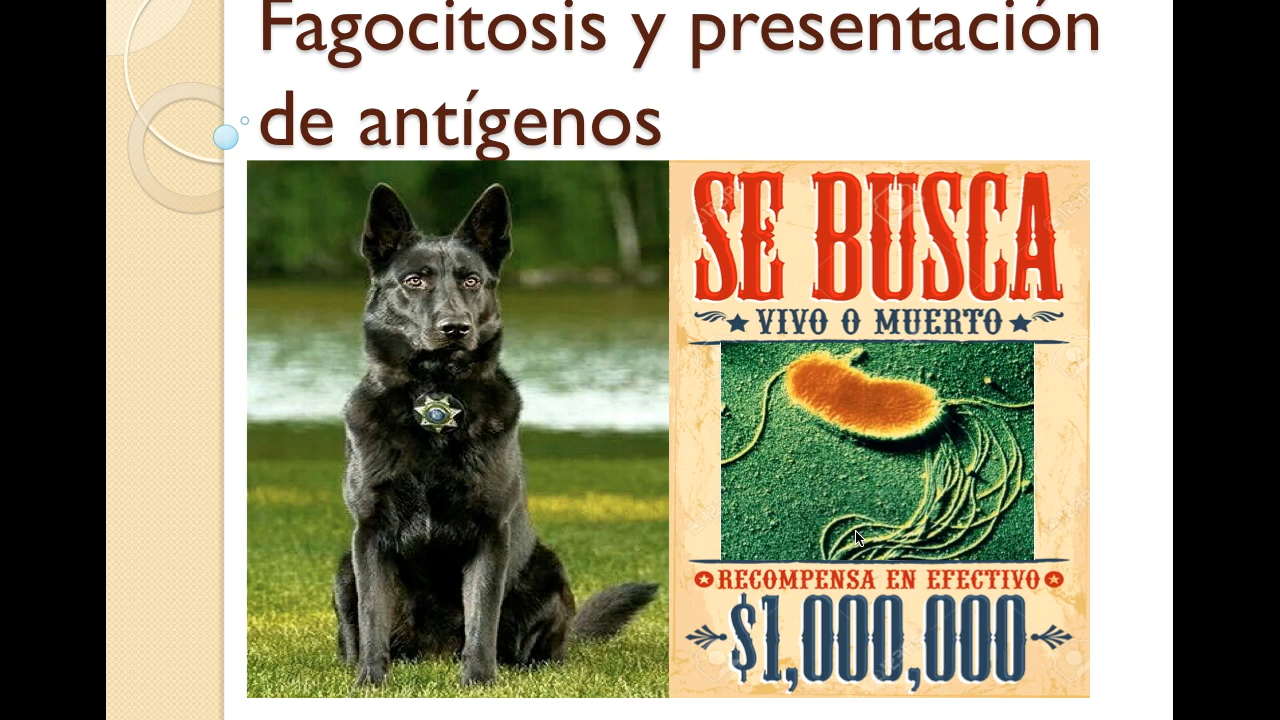 Fagocitosis y presentación
de antígenos
SE BUSCA
VIVO O MUERTO
RECOMPENSA EN EFECTIVO
$1,000,000